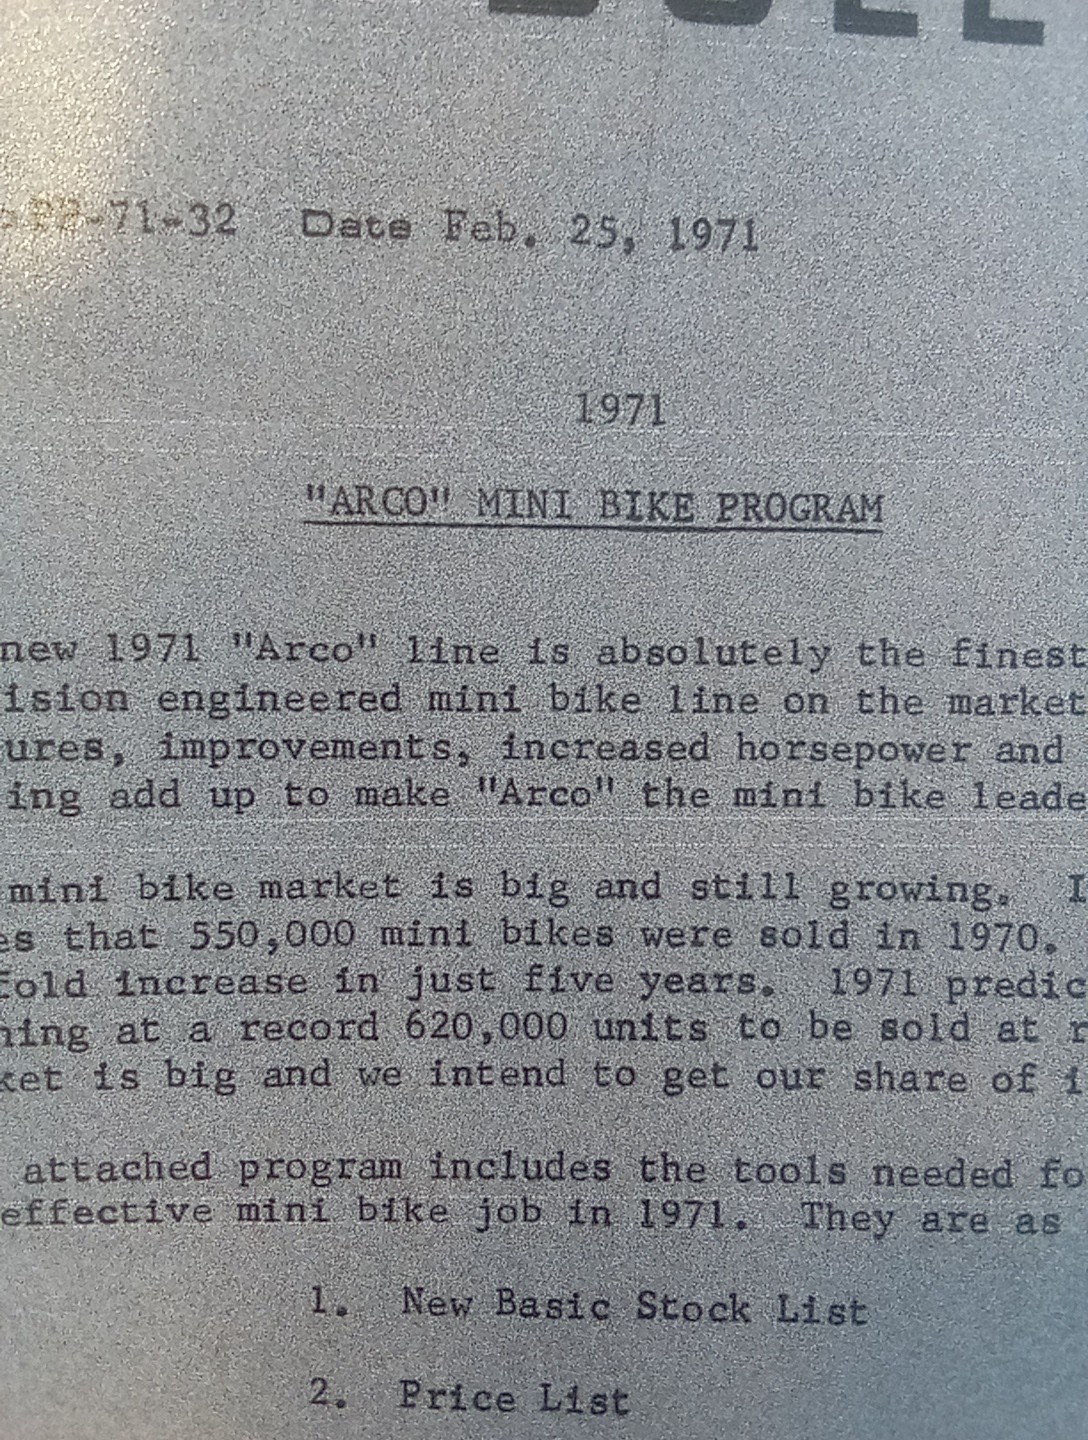 -71-32 Date Feb. 25, 1971
1971
"ARCO" MINI BIKE PROGRAM
new 1971 "Arco" line is absolutely the finest
ision engineered mini bike line on the market
ures, improvements, increased horsepower and
ing add up to make "Arco" the mini bike leade
mini bike market is big and still growing. I
es that 550,000 mini bikes were sold in 1970.
fold increase in just five years. 1971 predic
ning at a record 620,000 units to be sold at r
ket is big and we intend to get our share of i
attached program includes the tools needed fo
effective mini bike job in 1971. They are as
1. New Basic Stock List
2. Price List